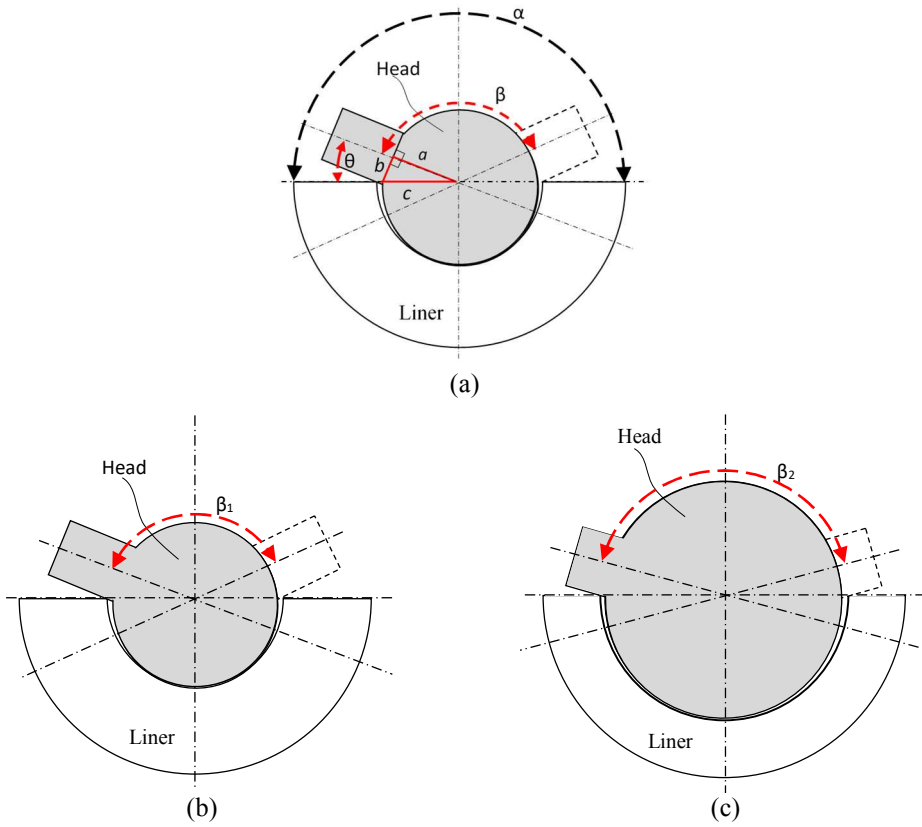 α
Head
β
θ
b
a
c
Liner
(a)
Head
β1
Liner
(b)
Head
β2
Liner
(c)